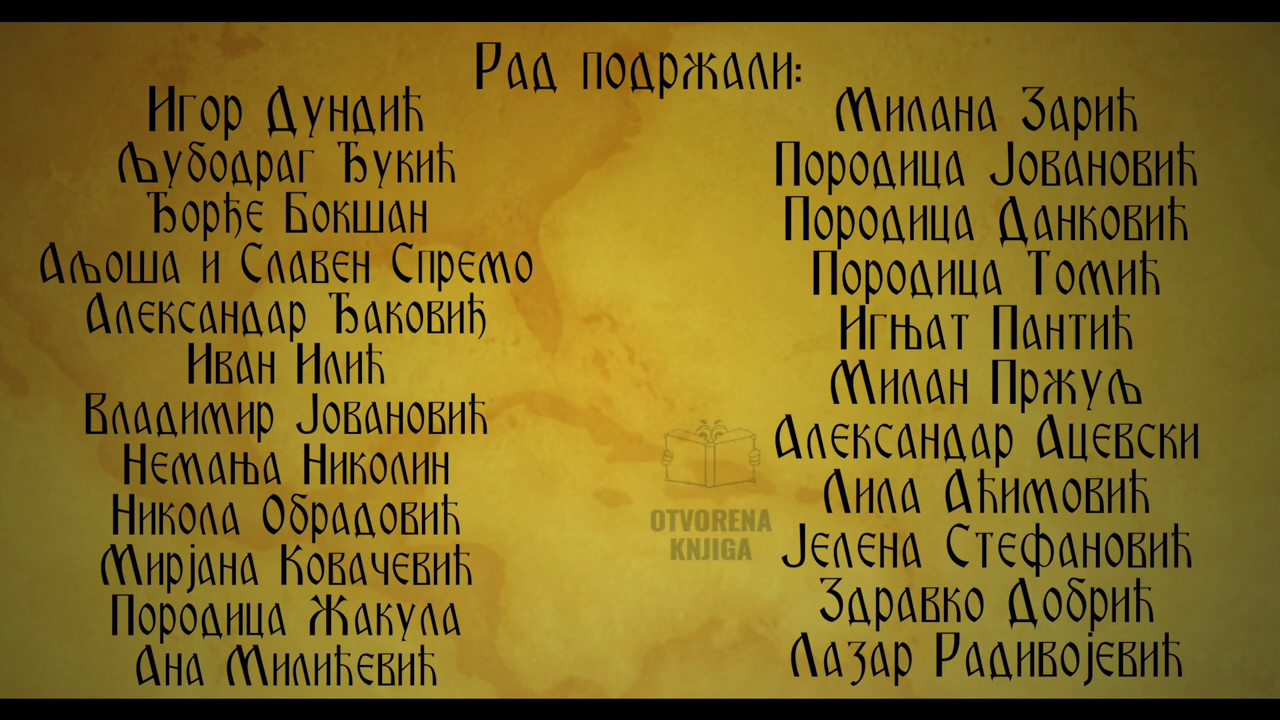 Рад подржали:
Игор Дундић
Љубодраг Ђукић
Ђорђе Бокшан
Аљоша и Славен Спремо
Александар Ђаковић
Иван Илић
Владимир Јовановић
Немања Николин
Никола Обрадовић
Мирјана Ковачевић
Породица Жакула
Ана Милићевић
Милана Зарић
Породица Јовановић
Породица Данковић
Породица Томић
Игњат Пантић
Милан Пржуљ
Александар Ацевски
Лила Аћимовић
Јелена Стефановић
Здравко Добрић
Лазар Радивојевић
OTVORENA
KNJIGA